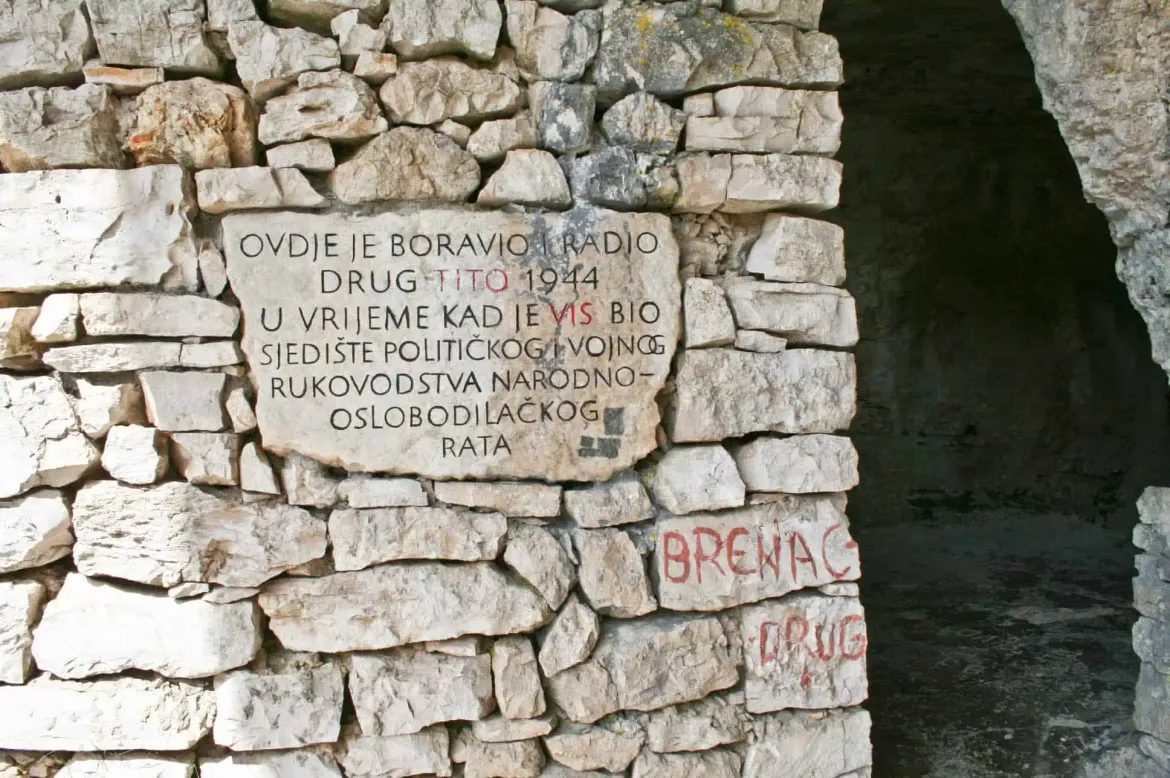 OVDJE JE BORAVIO I RADIO
DRUG TITO 1944
U VRIJEME KAD JE VIS BIO
SJEDIŠTE POLITIČKOG I VOJNOG
RUKOVODSTVA NARODNO-
OSLOBODILAČKOG
RATA
BRENAG
DRUG